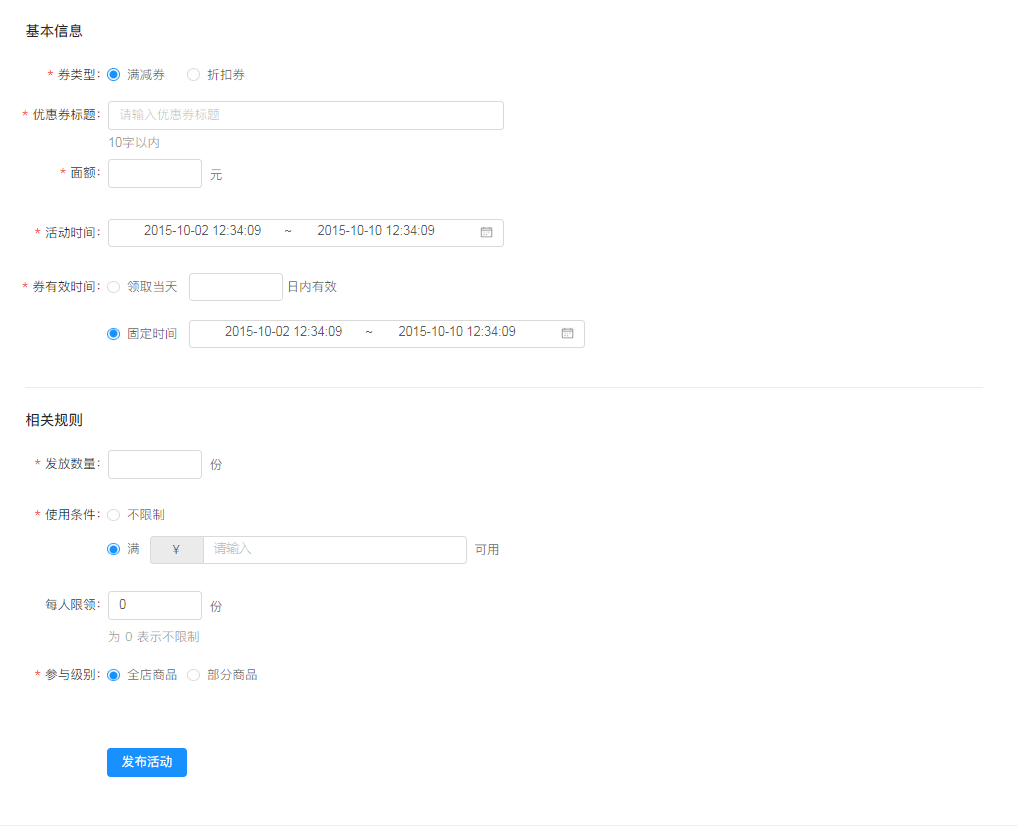 基本信息
* 券类型: 满减券 折扣券
* 优惠券标题: 请输入优惠券标题
10字以内
* 面额: 元
* 活动时间: 2015-10-02 12:34:09 ~ 2015-10-10 12:34:09
* 券有效时间: 领取当天 日内有效
固定时间 2015-10-02 12:34:09 ~ 2015-10-10 12:34:09
相关规则
* 发放数量: 份
* 使用条件: 不限制
满 ¥ 请输入 可用
每人限领: 0 份
为 0 表示不限制
* 参与级别: 全店商品 部分商品
发布活动